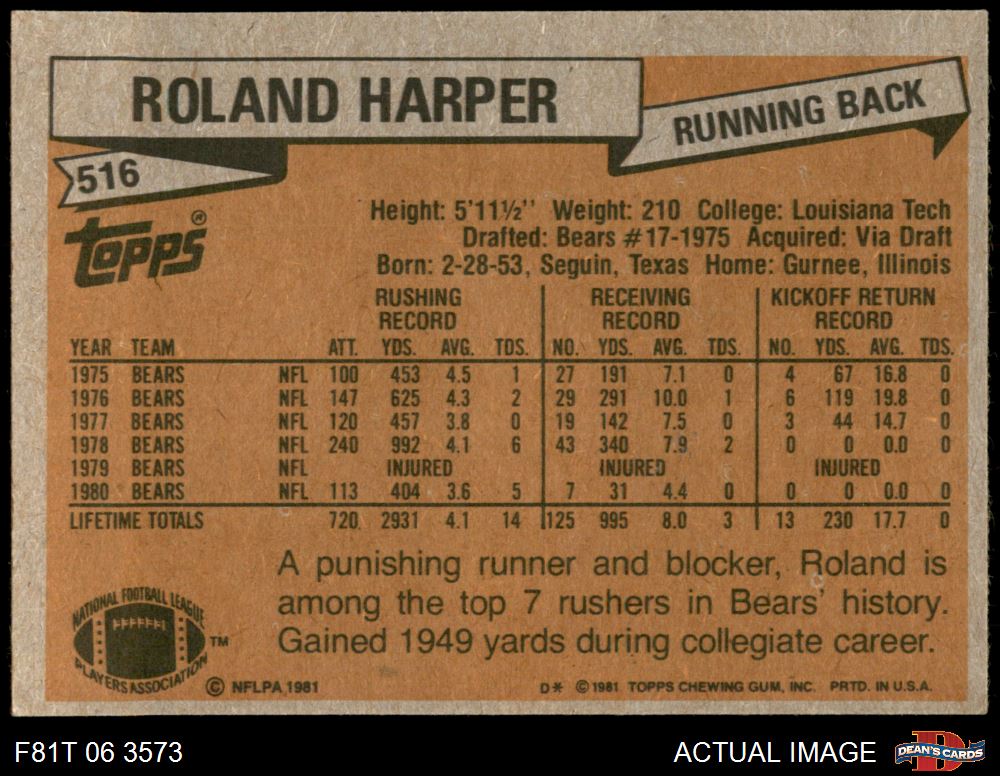 ROLAND HARPER
RUNNING BACK
516
TOPPS®
Height: 5'11½'' Weight: 210 College: Louisiana Tech
Drafted: Bears #17-1975 Acquired: Via Draft
Born: 2-28-53, Seguin, Texas Home: Gurnee, Illinois
RUSHING RECEIVING KICKOFF RETURN
RECORD RECORD RECORD
YEAR TEAM ATT. YDS. AVG. TDS. NO. YDS. AVG. TDS. NO. YDS. AVG. TDS.
1975 BEARS NFL 100 453 4.5 1 27 191 7.1 0 4 67 16.8 0
1976 BEARS NFL 147 625 4.3 2 29 291 10.0 1 6 119 19.8 0
1977 BEARS NFL 120 457 3.8 0 19 142 7.5 0 3 44 14.7 0
1978 BEARS NFL 240 992 4.1 6 43 340 7.9 2 0 0 0.0 0
1979 BEARS NFL INJURED INJURED INJURED
1980 BEARS NFL 113 404 3.6 5 7 31 4.4 0 0 0 0.0 0
LIFETIME TOTALS 720 2931 4.1 14 125 995 8.0 3 13 230 17.7 0
A punishing runner and blocker, Roland is
among the top 7 rushers in Bears' history.
Gained 1949 yards during collegiate career.
NATIONAL FOOTBALL LEAGUE
PLAYERS ASSOCIATION
TM
© NFLPA 1981
D* © 1981 TOPPS CHEWING GUM, INC. PRTD. IN U.S.A.
F81T 06 3573
ACTUAL IMAGE
D
DEAN'S CARDS